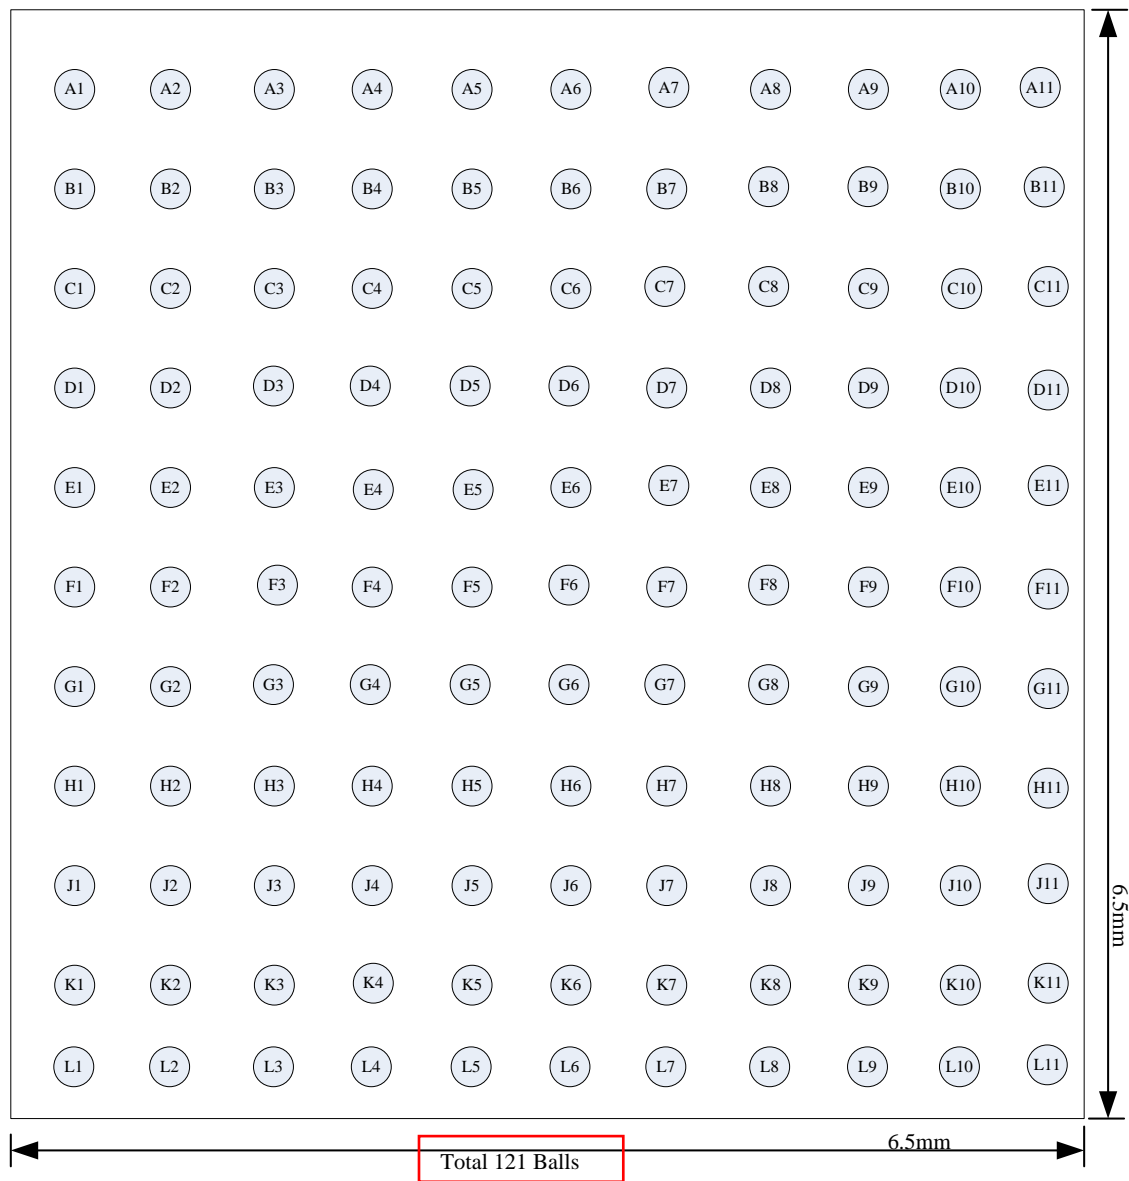 A1 A2 A3 A4 A5 A6 A7 A8 A9 A10 A11
B1 B2 B3 B4 B5 B6 B7 B8 B9 B10 B11
C1 C2 C3 C4 C5 C6 C7 C8 C9 C10 C11
D1 D2 D3 D4 D5 D6 D7 D8 D9 D10 D11
E1 E2 E3 E4 E5 E6 E7 E8 E9 E10 E11
F1 F2 F3 F4 F5 F6 F7 F8 F9 F10 F11
G1 G2 G3 G4 G5 G6 G7 G8 G9 G10 G11
H1 H2 H3 H4 H5 H6 H7 H8 H9 H10 H11
J1 J2 J3 J4 J5 J6 J7 J8 J9 J10 J11
6.5mm
K1 K2 K3 K4 K5 K6 K7 K8 K9 K10 K11
L1 L2 L3 L4 L5 L6 L7 L8 L9 L10 L11
6.5mm
Total 121 Balls